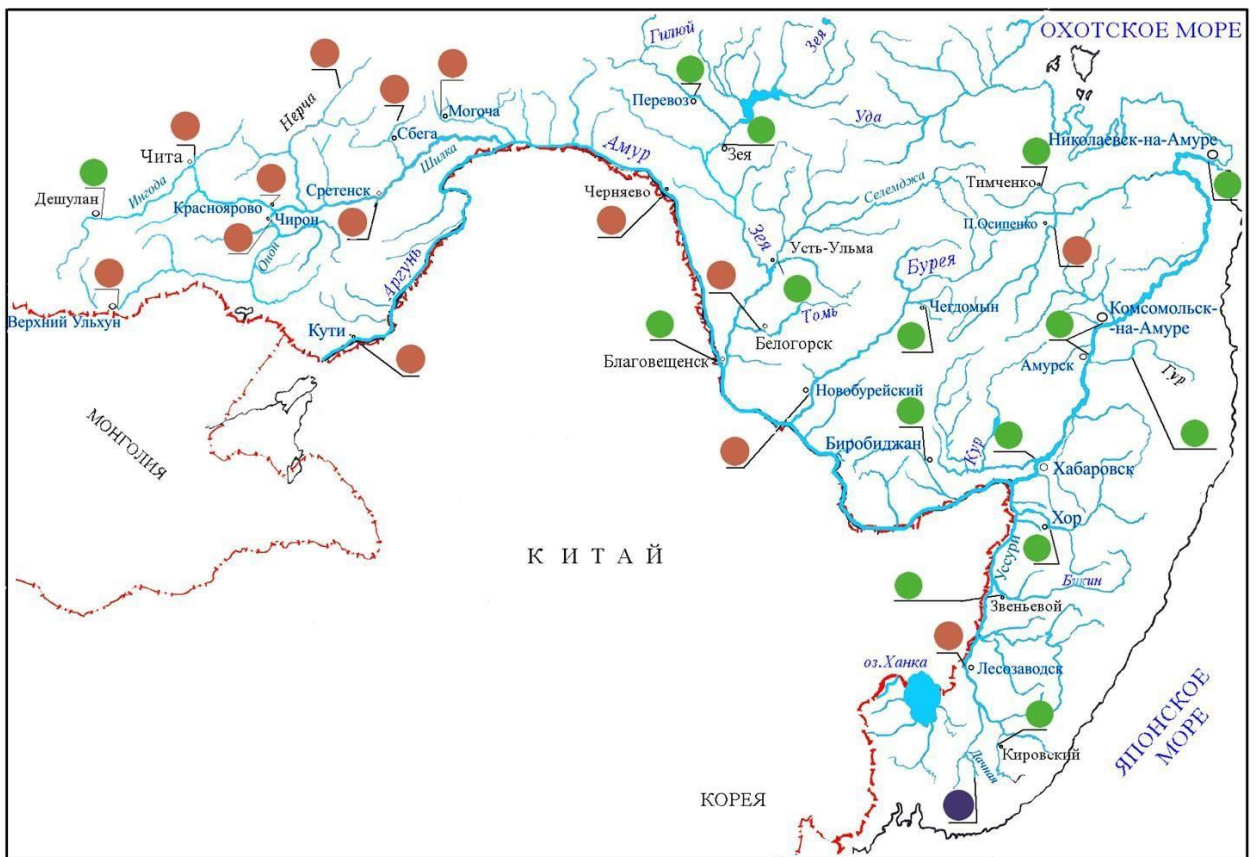 ОХОТСКОЕ МОРЕ
Гилюй
Зея
Нерча
Могоча
Перевоз
Сбега
Уда
Николаевск-на-Амуре
Чита
Амур
Зея
Шилка
Тимченко
Дешулан
Ингода
Сретенск
Черняево
Селемджа
Красноярово
Чирон
П.Осипенко
Онон
Зея
Усть-Ульма
Аргунь
Бурея
Верхний Ульхун
Кути
Томь
Чегдомын
Комсомольск-
-на-Амуре
Белогорск
Благовещенск
Амурск
Гур
Новобурейский
МОНГОЛИЯ
Биробиджан
Кур
Хабаровск
Хор
КИТАЙ
Уссури
Бикин
Звеньевой
оз.Ханка
Лесозаводск
ЯПОНСКОЕ
МОРЕ
Кировский
Дачная
КОРЕЯ